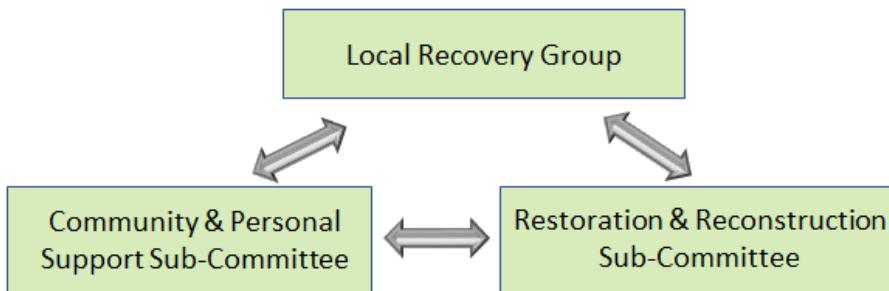 Local Recovery Group
Community & Personal
Support Sub-Committee
Restoration & Reconstruction
Sub-Committee